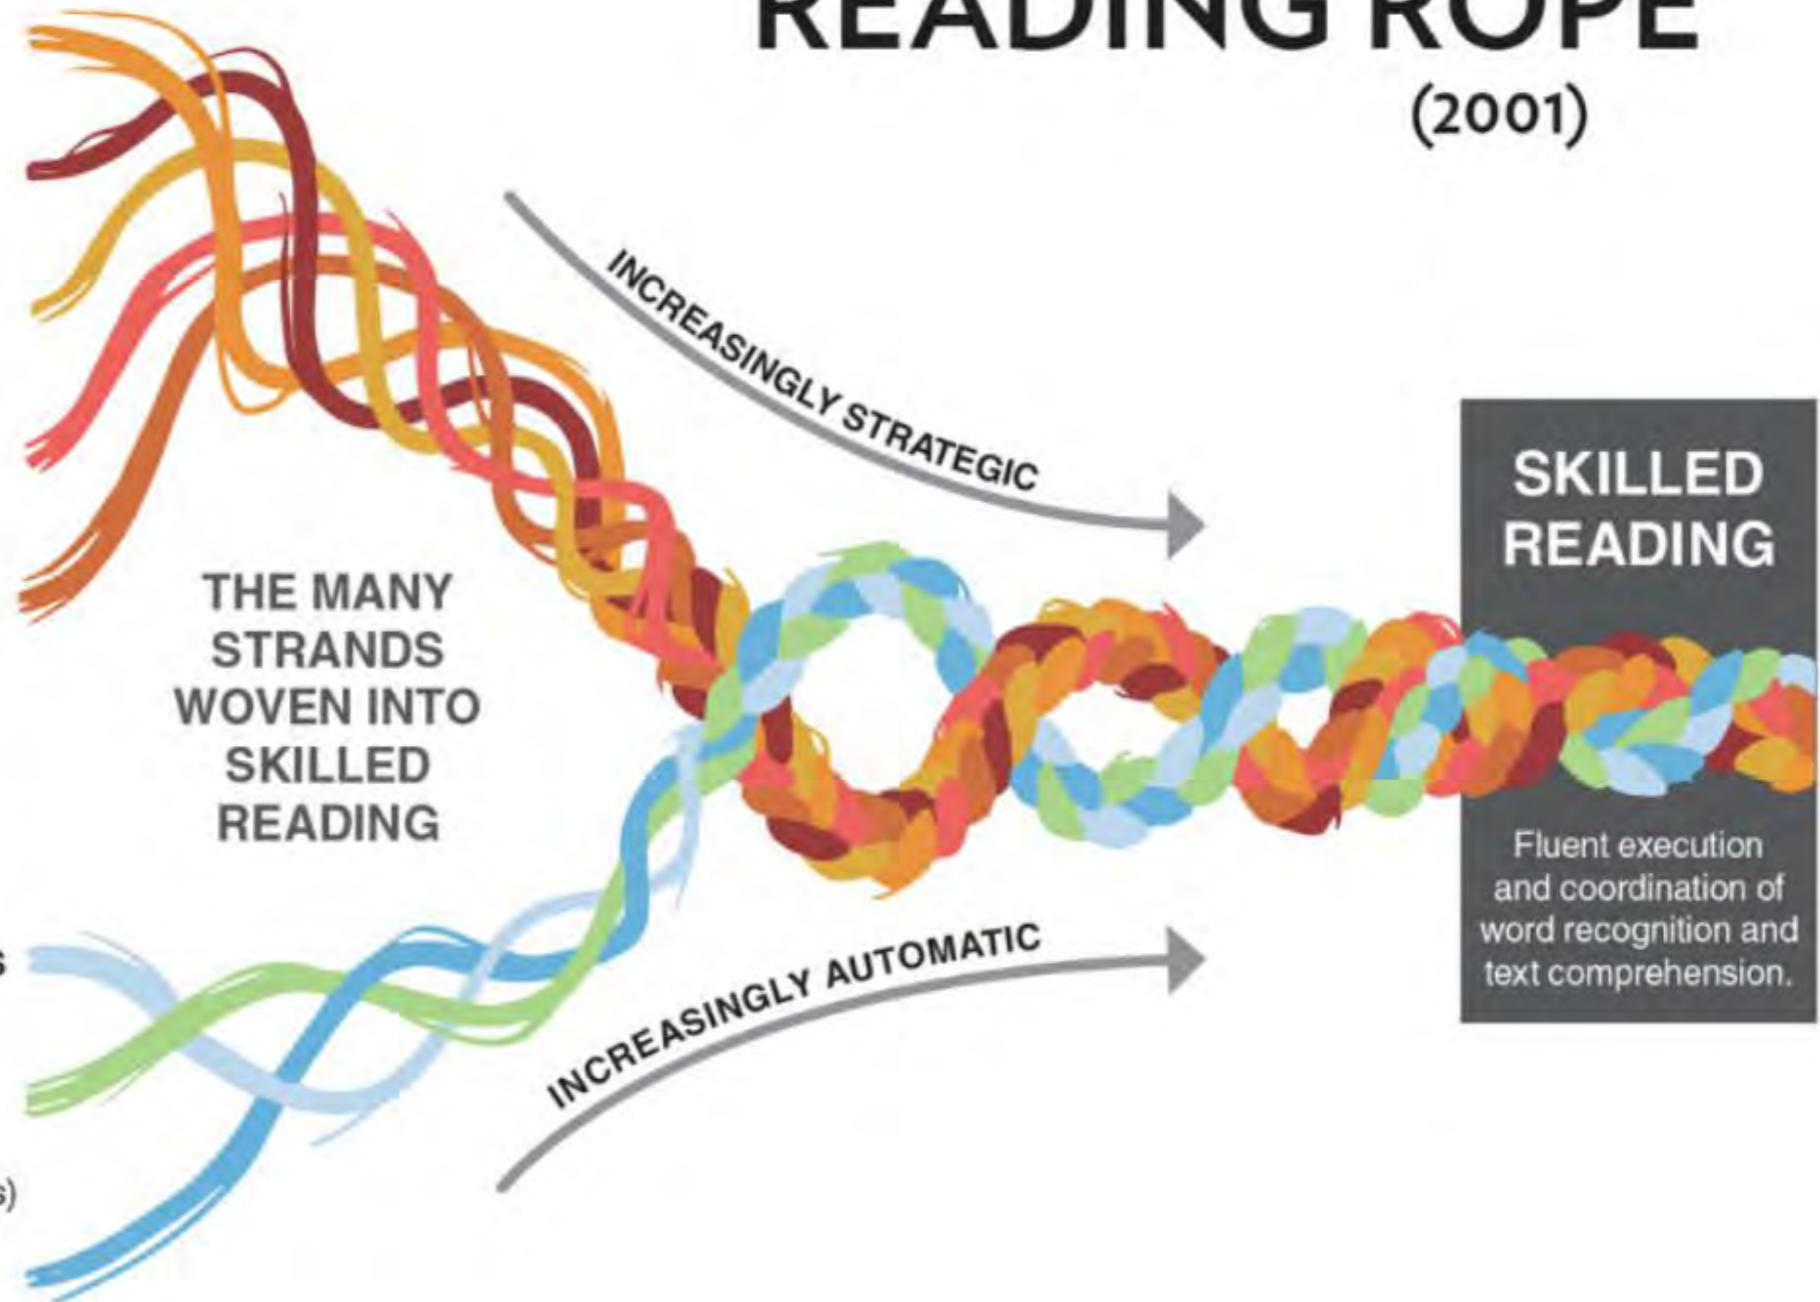 READING ROPE
(2001)
INCREASINGLY STRATEGIC
SKILLED
READING
THE MANY
STRANDS
WOVEN INTO
SKILLED
READING
Fluent execution
and coordination of
word recognition and
text comprehension.
INCREASINGLY AUTOMATIC
s)